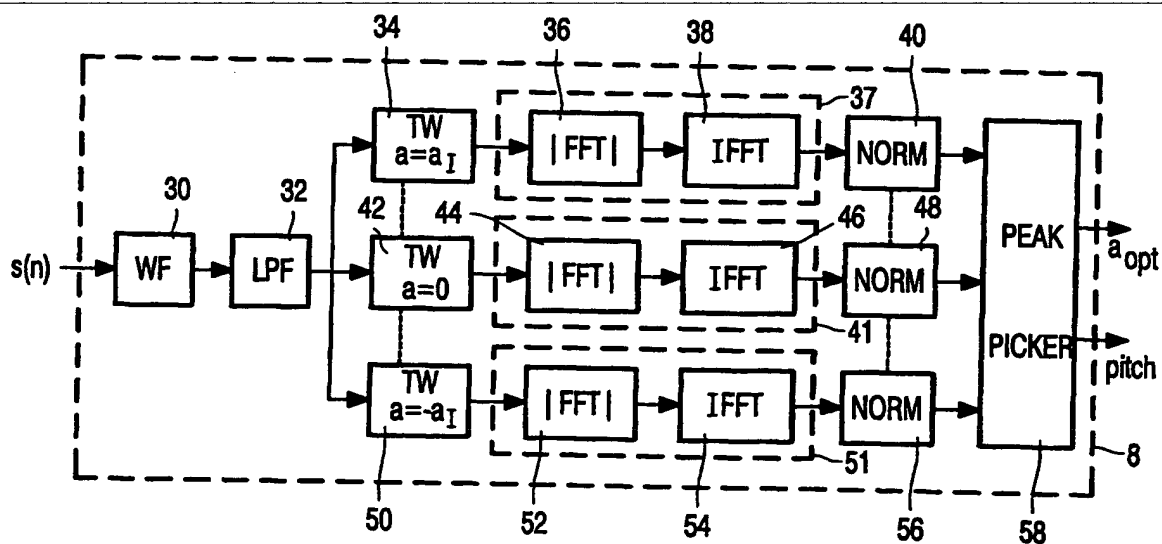 34 36 38 40
37
TW
a=a_I
|FFT|
IFFT
NORM
30 32 42 44 46 48
s(n)
WF
LPF
TW
a=0
|FFT|
IFFT
NORM
PEAK
PICKER
a_opt
pitch
41
TW
a=-a_I
|FFT|
IFFT
NORM
51
8
50 52 54 56 58